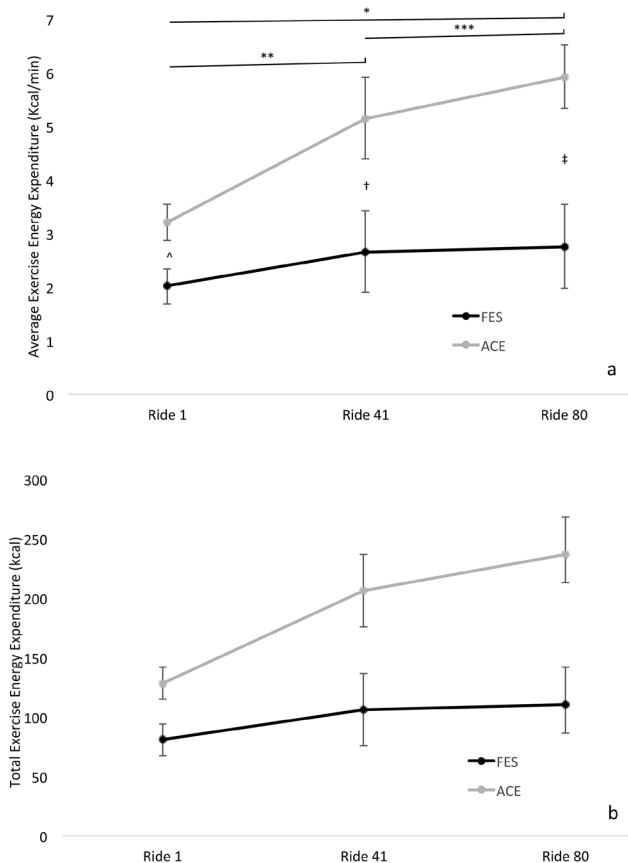 *
***
**
7
6
5
4
3
2
1
0
Average Exercise Energy Expenditure (Kcal/min)
^
†
‡
FES
ACE
a
Ride 1 Ride 41 Ride 80
300
250
200
150
100
50
0
Total Exercise Energy Expenditure (kcal)
FES
ACE
b
Ride 1 Ride 41 Ride 80